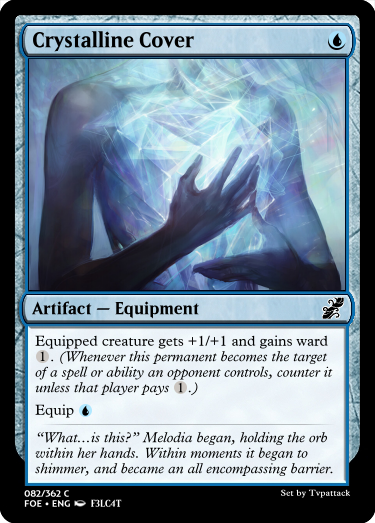 Crystalline Cover
Artifact — Equipment
Equipped creature gets +1/+1 and gains ward
1. (Whenever this permanent becomes the target
of a spell or ability an opponent controls, counter it
unless that player pays 1.)
Equip
“What…is this?” Melodia began, holding the orb
within her hands. Within moments it began to
shimmer, and became an all encompassing barrier.
082/362 C
FOE • ENG F3LC4T
Set by Tvpattack